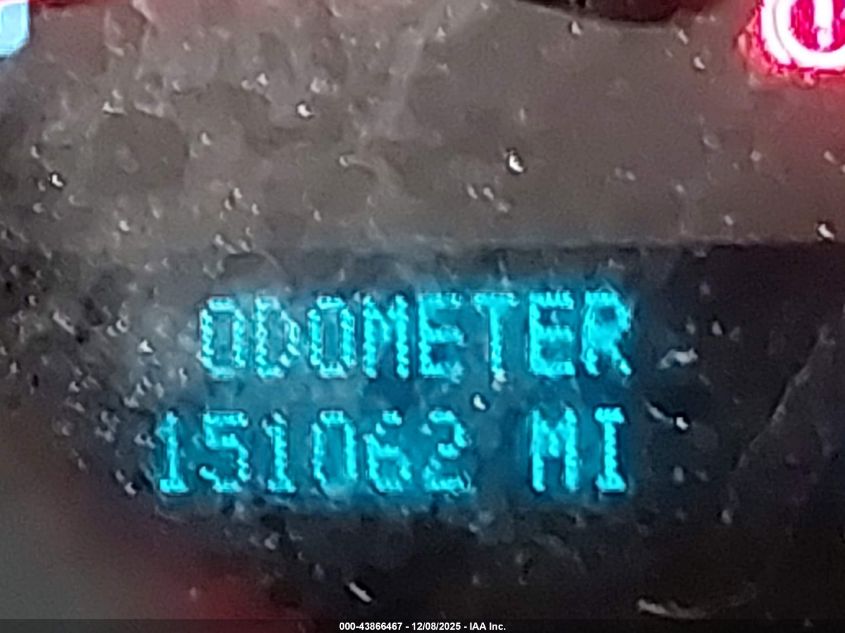 ODOMETER
151062 MI
000-43866467 - 12/08/2025 - IAA Inc.